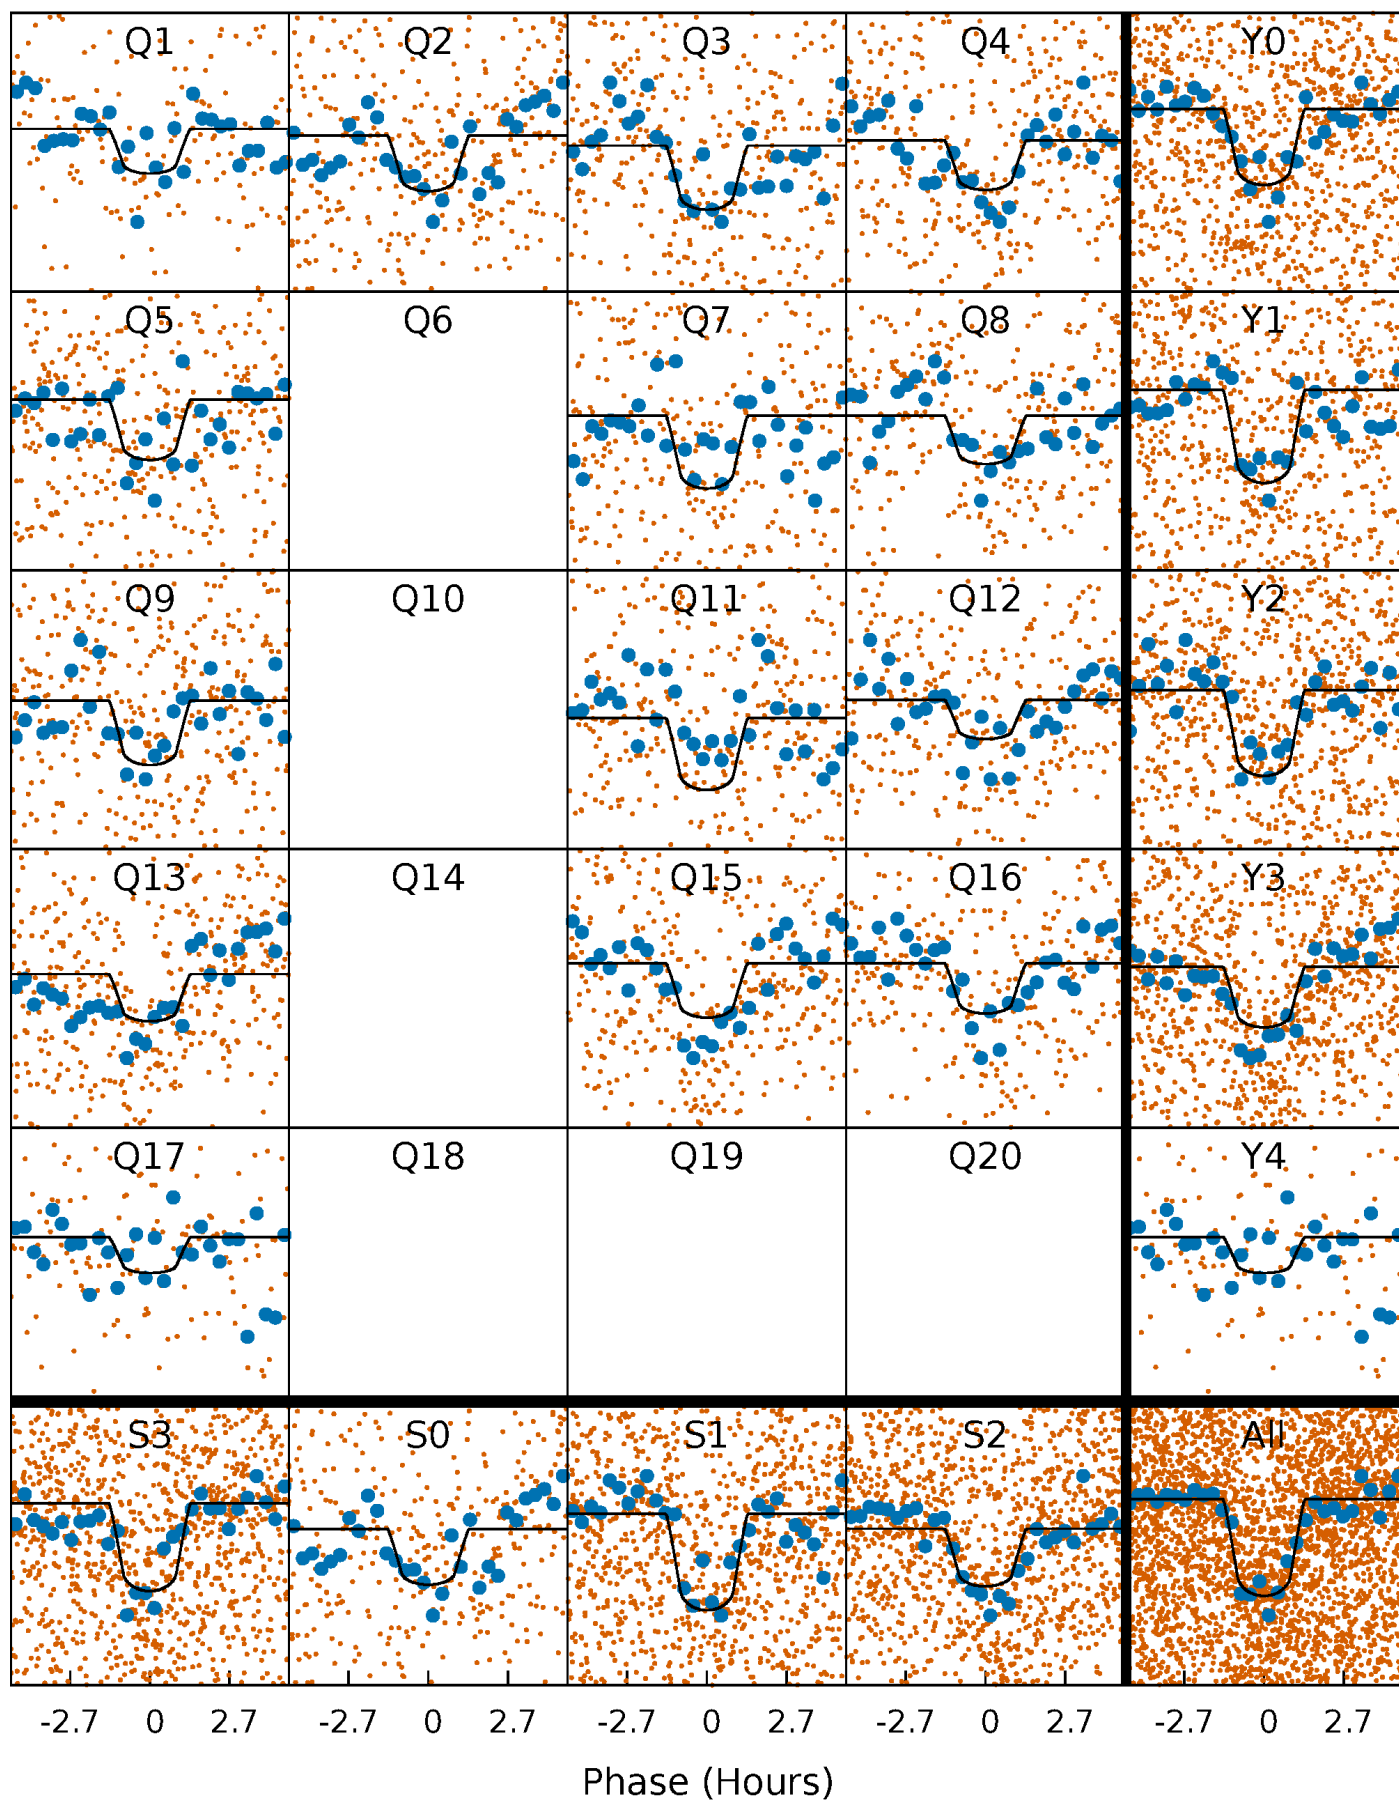 Q1 Q2 Q3 Q4 Y0
Q5 Q6 Q7 Q8 Y1
Q9 Q10 Q11 Q12 Y2
Q13 Q14 Q15 Q16 Y3
Q17 Q18 Q19 Q20 Y4
S3 S0 S1 S2 All
-2.7 0 2.7 -2.7 0 2.7 -2.7 0 2.7 -2.7 0 2.7 -2.7 0 2.7
Phase (Hours)